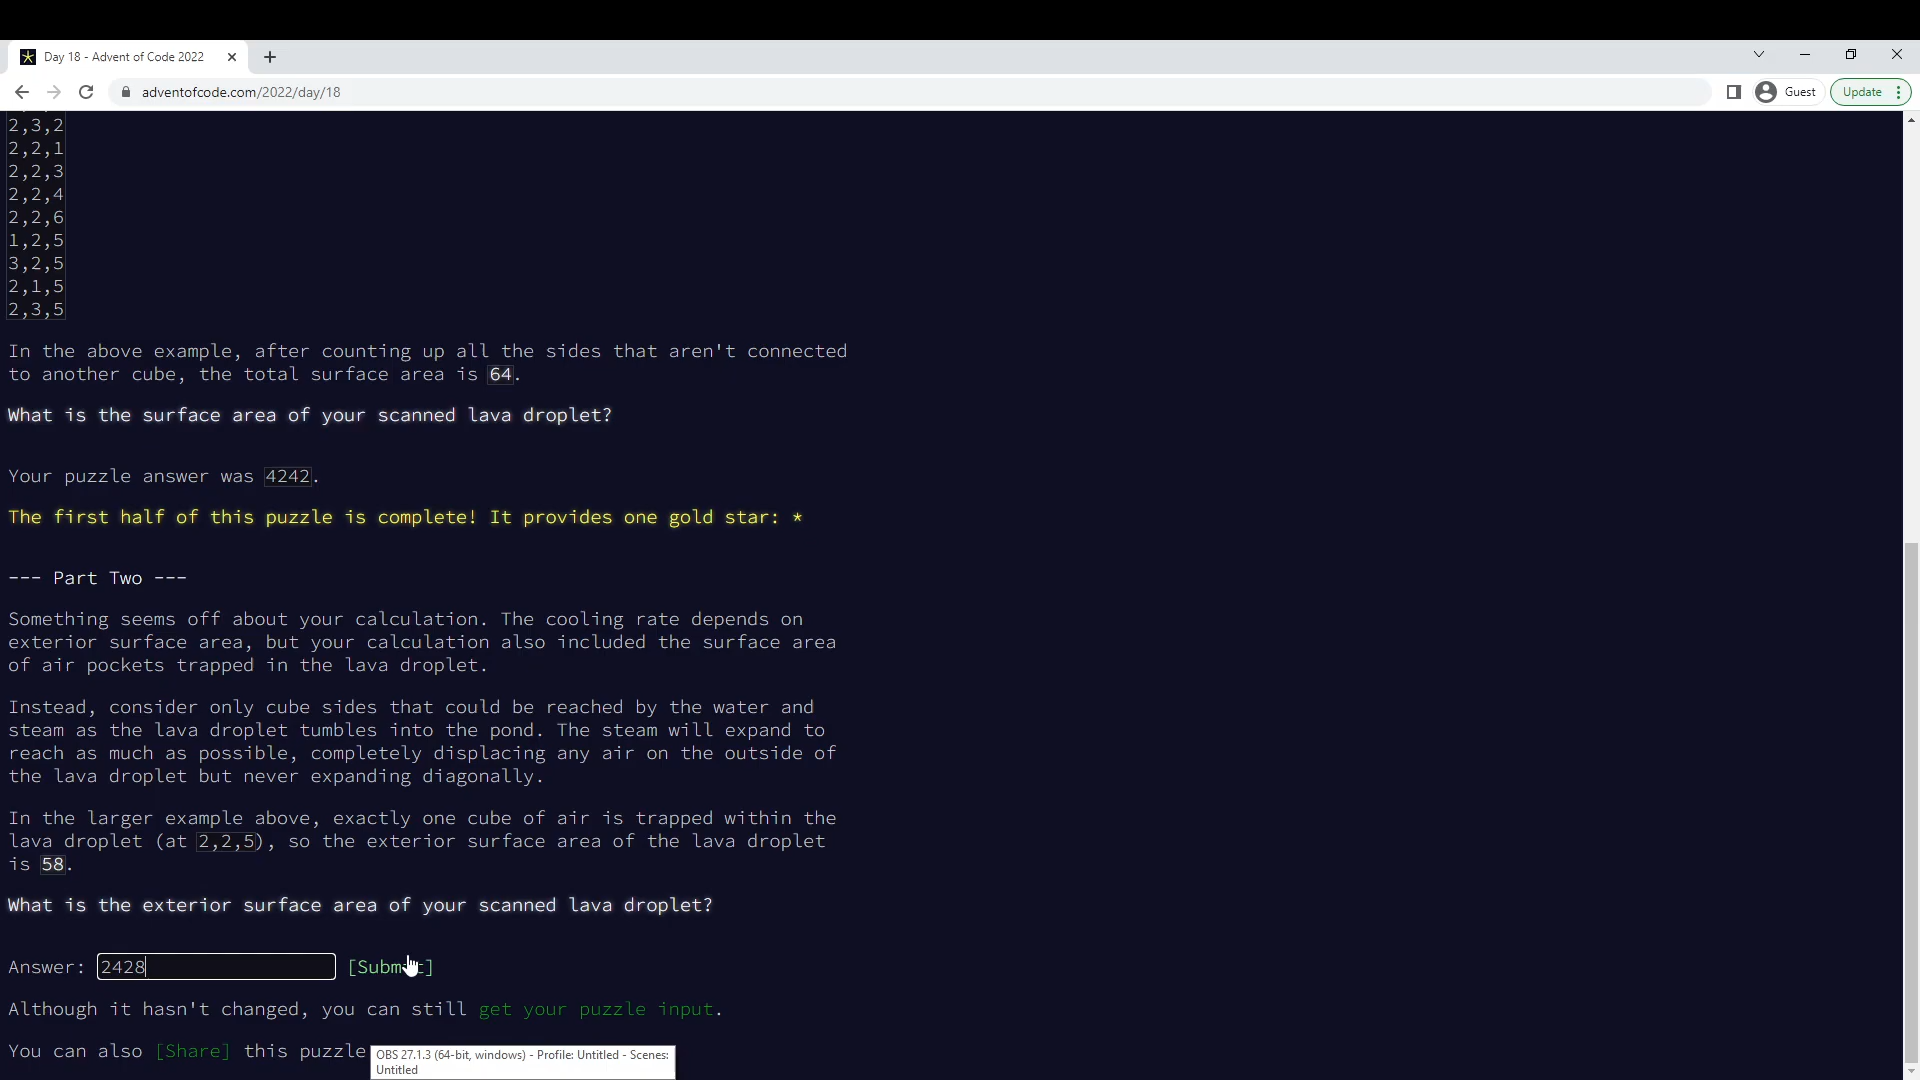 Day 18 - Advent of Code 2022
adventofcode.com/2022/day/18
Guest
Update
2,3,2
2,2,1
2,2,3
2,2,4
2,2,6
1,2,5
3,2,5
2,1,5
2,3,5
In the above example, after counting up all the sides that aren't connected
to another cube, the total surface area is 64.
What is the surface area of your scanned lava droplet?
Your puzzle answer was 4242.
The first half of this puzzle is complete! It provides one gold star: *
--- Part Two ---
Something seems off about your calculation. The cooling rate depends on
exterior surface area, but your calculation also included the surface area
of air pockets trapped in the lava droplet.
Instead, consider only cube sides that could be reached by the water and
steam as the lava droplet tumbles into the pond. The steam will expand to
reach as much as possible, completely displacing any air on the outside of
the lava droplet but never expanding diagonally.
In the larger example above, exactly one cube of air is trapped within the
lava droplet (at 2,2,5), so the exterior surface area of the lava droplet
is 58.
What is the exterior surface area of your scanned lava droplet?
Answer: 2428 [Submit]
Although it hasn't changed, you can still get your puzzle input.
You can also [Share] this puzzle
OBS 27.1.3 (64-bit, windows) - Profile: Untitled - Scenes:
Untitled